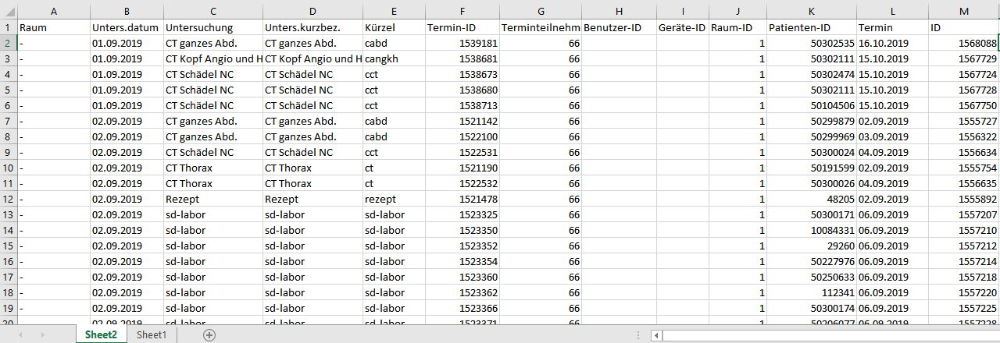 A B C D E F G H I J K L M
1 Raum Unters.datum Untersuchung Unters.kurzbez. Kürzel Termin-ID Terminteilnehm Benutzer-ID Geräte-ID Raum-ID Patienten-ID Termin ID
2 - 01.09.2019 CT ganzes Abd. CT ganzes Abd. cabd 1539181 66 1 50302535 16.10.2019 1568088
3 - 01.09.2019 CT Kopf Angio und H CT Kopf Angio und H cangkh 1538681 66 1 50302111 15.10.2019 1567729
4 - 01.09.2019 CT Schädel NC CT Schädel NC cct 1538673 66 1 50302474 15.10.2019 1567724
5 - 01.09.2019 CT Schädel NC CT Schädel NC cct 1538680 66 1 50302111 15.10.2019 1567728
6 - 01.09.2019 CT Schädel NC CT Schädel NC cct 1538713 66 1 50104506 15.10.2019 1567750
7 - 02.09.2019 CT ganzes Abd. CT ganzes Abd. cabd 1521142 66 1 50299879 02.09.2019 1555727
8 - 02.09.2019 CT ganzes Abd. CT ganzes Abd. cabd 1522100 66 1 50299969 03.09.2019 1556322
9 - 02.09.2019 CT Schädel NC CT Schädel NC cct 1522531 66 1 50300024 04.09.2019 1556634
10 - 02.09.2019 CT Thorax CT Thorax ct 1521190 66 1 50191599 02.09.2019 1555754
11 - 02.09.2019 CT Thorax CT Thorax ct 1522532 66 1 50300026 04.09.2019 1556635
12 - 02.09.2019 Rezept Rezept rezept 1521478 66 1 48205 02.09.2019 1555892
13 - 02.09.2019 sd-labor sd-labor sd-labor 1523325 66 1 50300171 06.09.2019 1557207
14 - 02.09.2019 sd-labor sd-labor sd-labor 1523350 66 1 10084331 06.09.2019 1557210
15 - 02.09.2019 sd-labor sd-labor sd-labor 1523352 66 1 29260 06.09.2019 1557212
16 - 02.09.2019 sd-labor sd-labor sd-labor 1523354 66 1 50227976 06.09.2019 1557214
17 - 02.09.2019 sd-labor sd-labor sd-labor 1523360 66 1 50250633 06.09.2019 1557218
18 - 02.09.2019 sd-labor sd-labor sd-labor 1523362 66 1 112341 06.09.2019 1557220
19 - 02.09.2019 sd-labor sd-labor sd-labor 1523366 66 1 50300174 06.09.2019 1557225
20 - 02.09.2019 sd-labor sd-labor sd-labor 1523371 66 1 50206077 06.09.2019 1557228
Sheet2 Sheet1